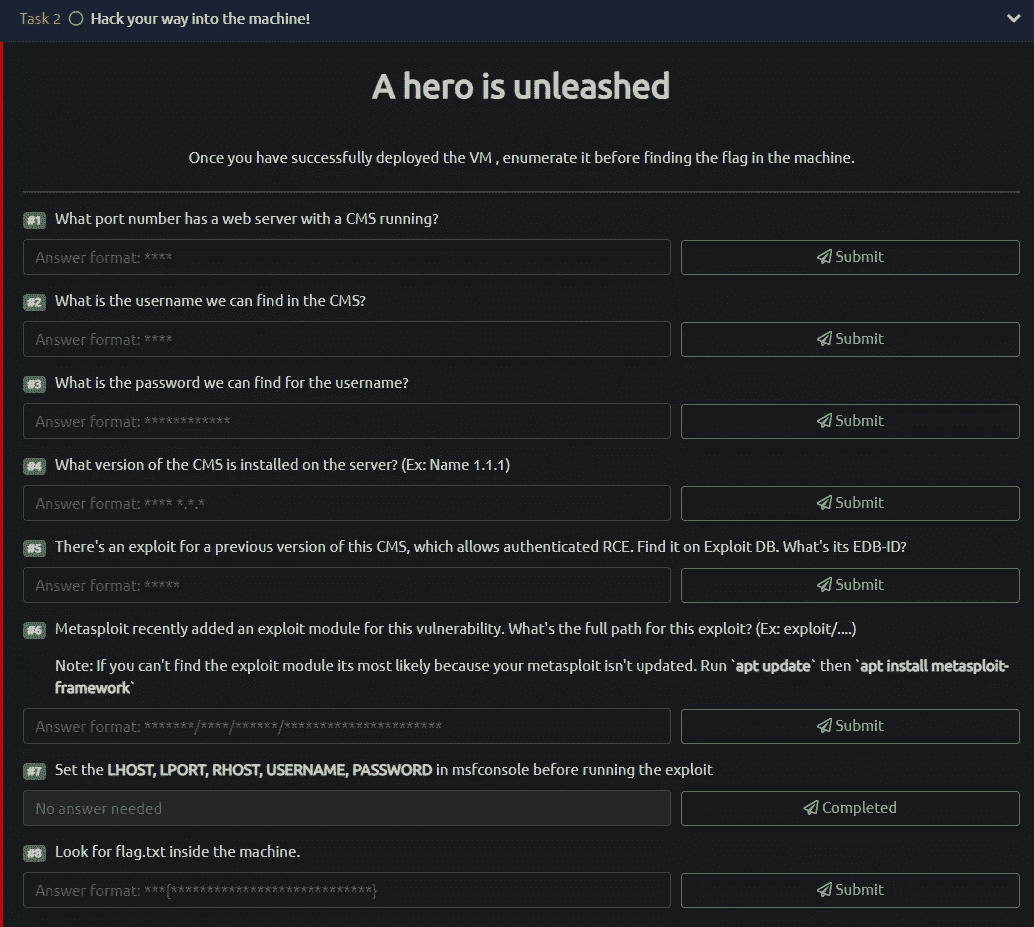 Task 2 Hack your way into the machine!
A hero is unleashed
Once you have successfully deployed the VM , enumerate it before finding the flag in the machine.
#1 What port number has a web server with a CMS running?
Answer format: **** Submit
#2 What is the username we can find in the CMS?
Answer format: **** Submit
#3 What is the password we can find for the username?
Answer format: ************ Submit
#4 What version of the CMS is installed on the server? (Ex: Name 1.1.1)
Answer format: **** *.*.* Submit
#5 There's an exploit for a previous version of this CMS, which allows authenticated RCE. Find it on Exploit DB. What's its EDB-ID?
Answer format: ***** Submit
#6 Metasploit recently added an exploit module for this vulnerability. What's the full path for this exploit? (Ex: exploit/....)
Note: If you can't find the exploit module its most likely because your metasploit isn't updated. Run `apt update` then `apt install metasploit-
framework`
Answer format: *******/****/******/********************** Submit
#7 Set the LHOST, LPORT, RHOST, USERNAME, PASSWORD in msfconsole before running the exploit
No answer needed Completed
#8 Look for flag.txt inside the machine.
Answer format: ***{****************************} Submit